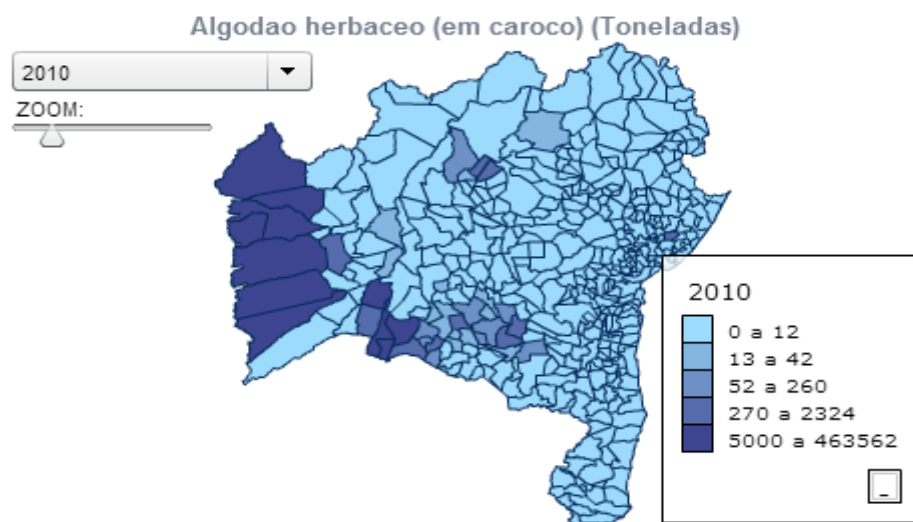 Algodao herbaceo (em caroco) (Toneladas)
2010
ZOOM:
2010
0 a 12
13 a 42
52 a 260
270 a 2324
5000 a 463562